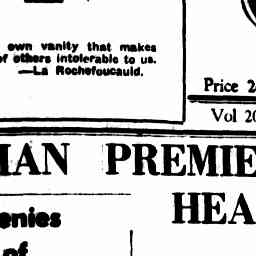 own vanity that makes
of others intolerable to us.
—La Rochefoucauld.
Price 2
Vol 20
IAN PREMIE
HEA
enies
of